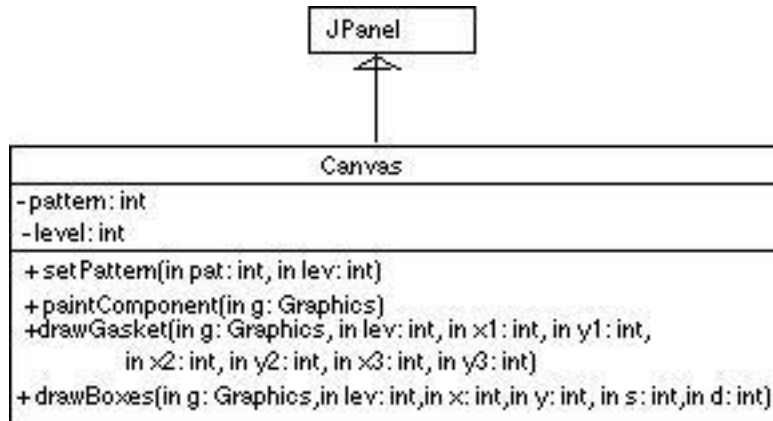 JPanel
Canvas
-pattern: int
-level: int
+setPattern(in pat: int, in lev: int)
+paintComponent(in g: Graphics)
+drawGasket(in g: Graphics, in lev: int, in x1: int, in y1: int,
in x2: int, in y2: int, in x3: int, in y3: int)
+drawBoxes(in g: Graphics,in lev: int,in x: int,in y: int, in s: int,in d: int)